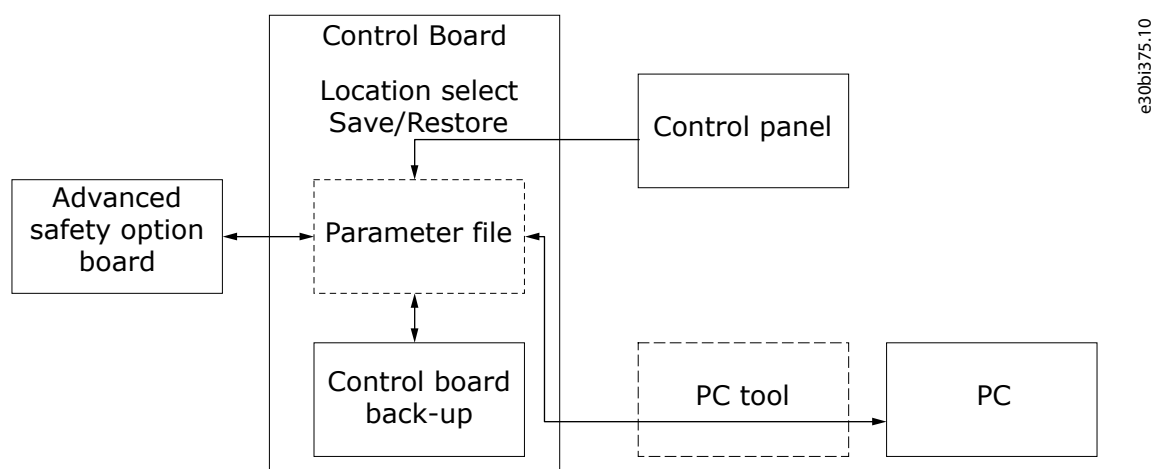 Control Board
Location select
Save/Restore
Control panel
Advanced
safety option
board
Parameter file
Control board
back-up
PC tool
PC
e30bi375.10